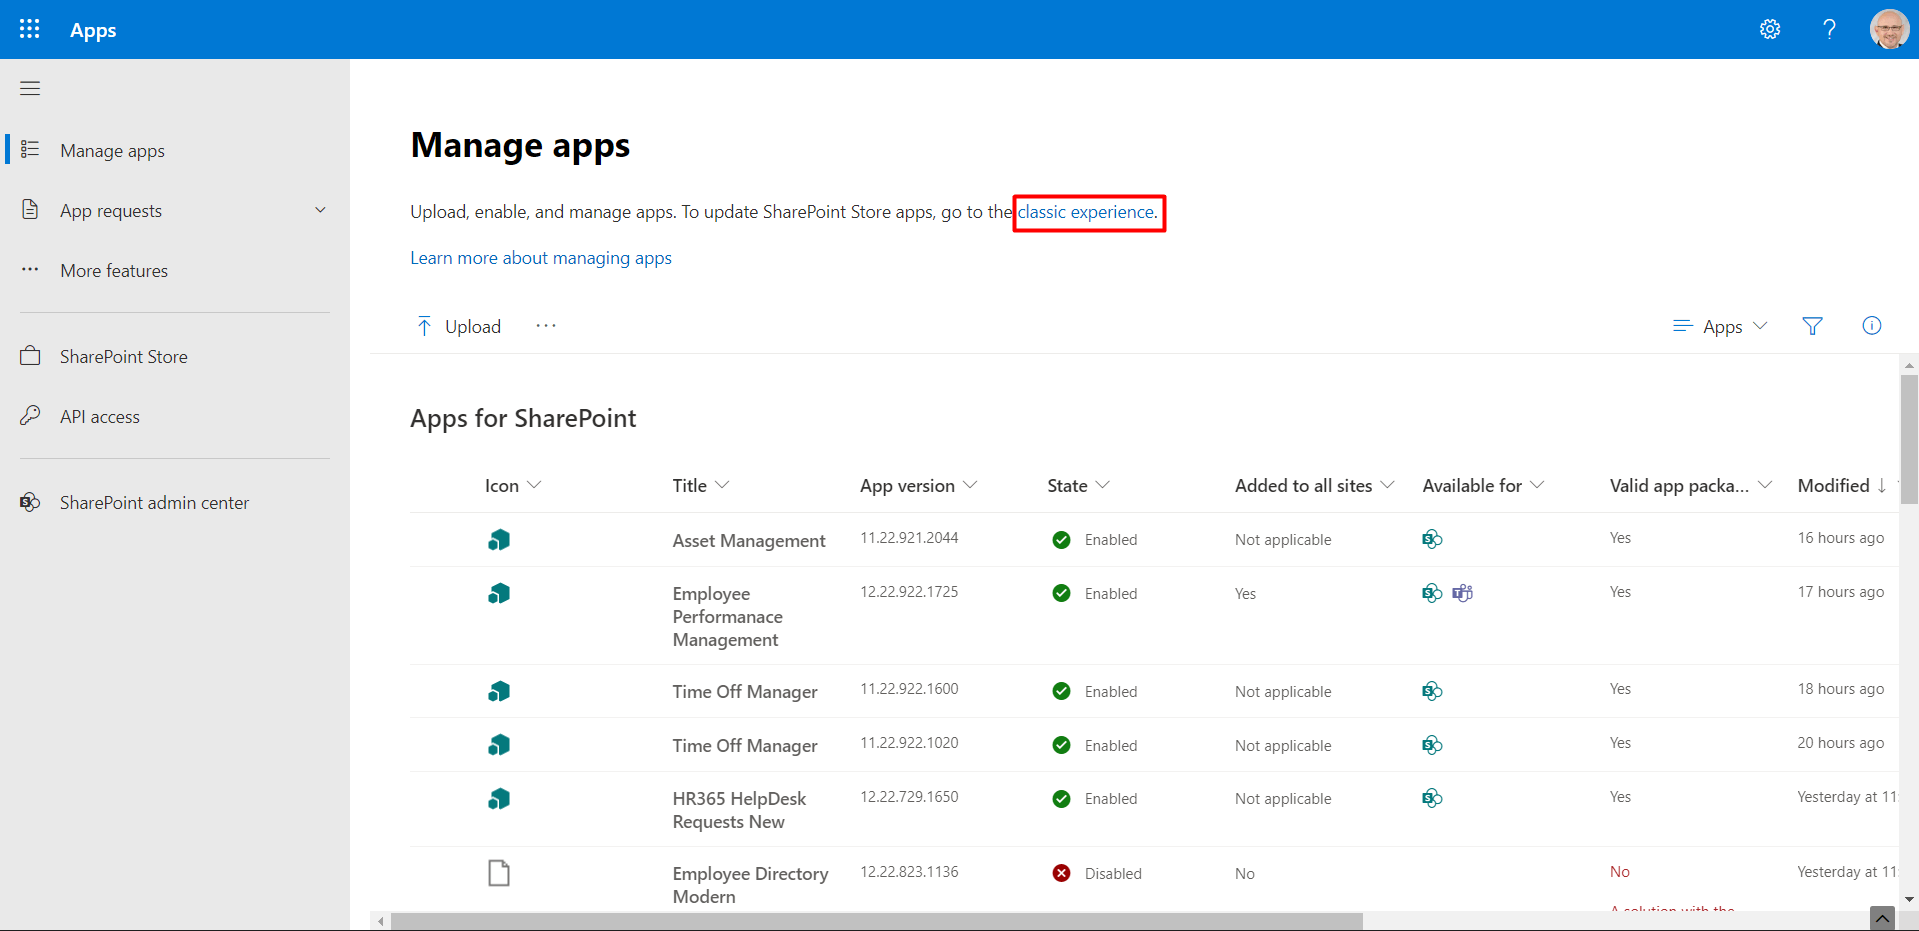 Apps
Manage apps
App requests
More features
SharePoint Store
API access
SharePoint admin center
Manage apps
Upload, enable, and manage apps. To update SharePoint Store apps, go to the classic experience.
Learn more about managing apps
Upload
Apps
Apps for SharePoint
Icon Title App version State Added to all sites Available for Valid app packa... Modified
Asset Management 11.22.921.2044 Enabled Not applicable Yes 16 hours ago
Employee Performanace Management 12.22.922.1725 Enabled Yes Yes 17 hours ago
Time Off Manager 11.22.922.1600 Enabled Not applicable Yes 18 hours ago
Time Off Manager 11.22.922.1020 Enabled Not applicable Yes 20 hours ago
HR365 HelpDesk Requests New 12.22.729.1650 Enabled Not applicable Yes Yesterday at 11:
Employee Directory Modern 12.22.823.1136 Disabled No No Yesterday at 11:
A solution with the